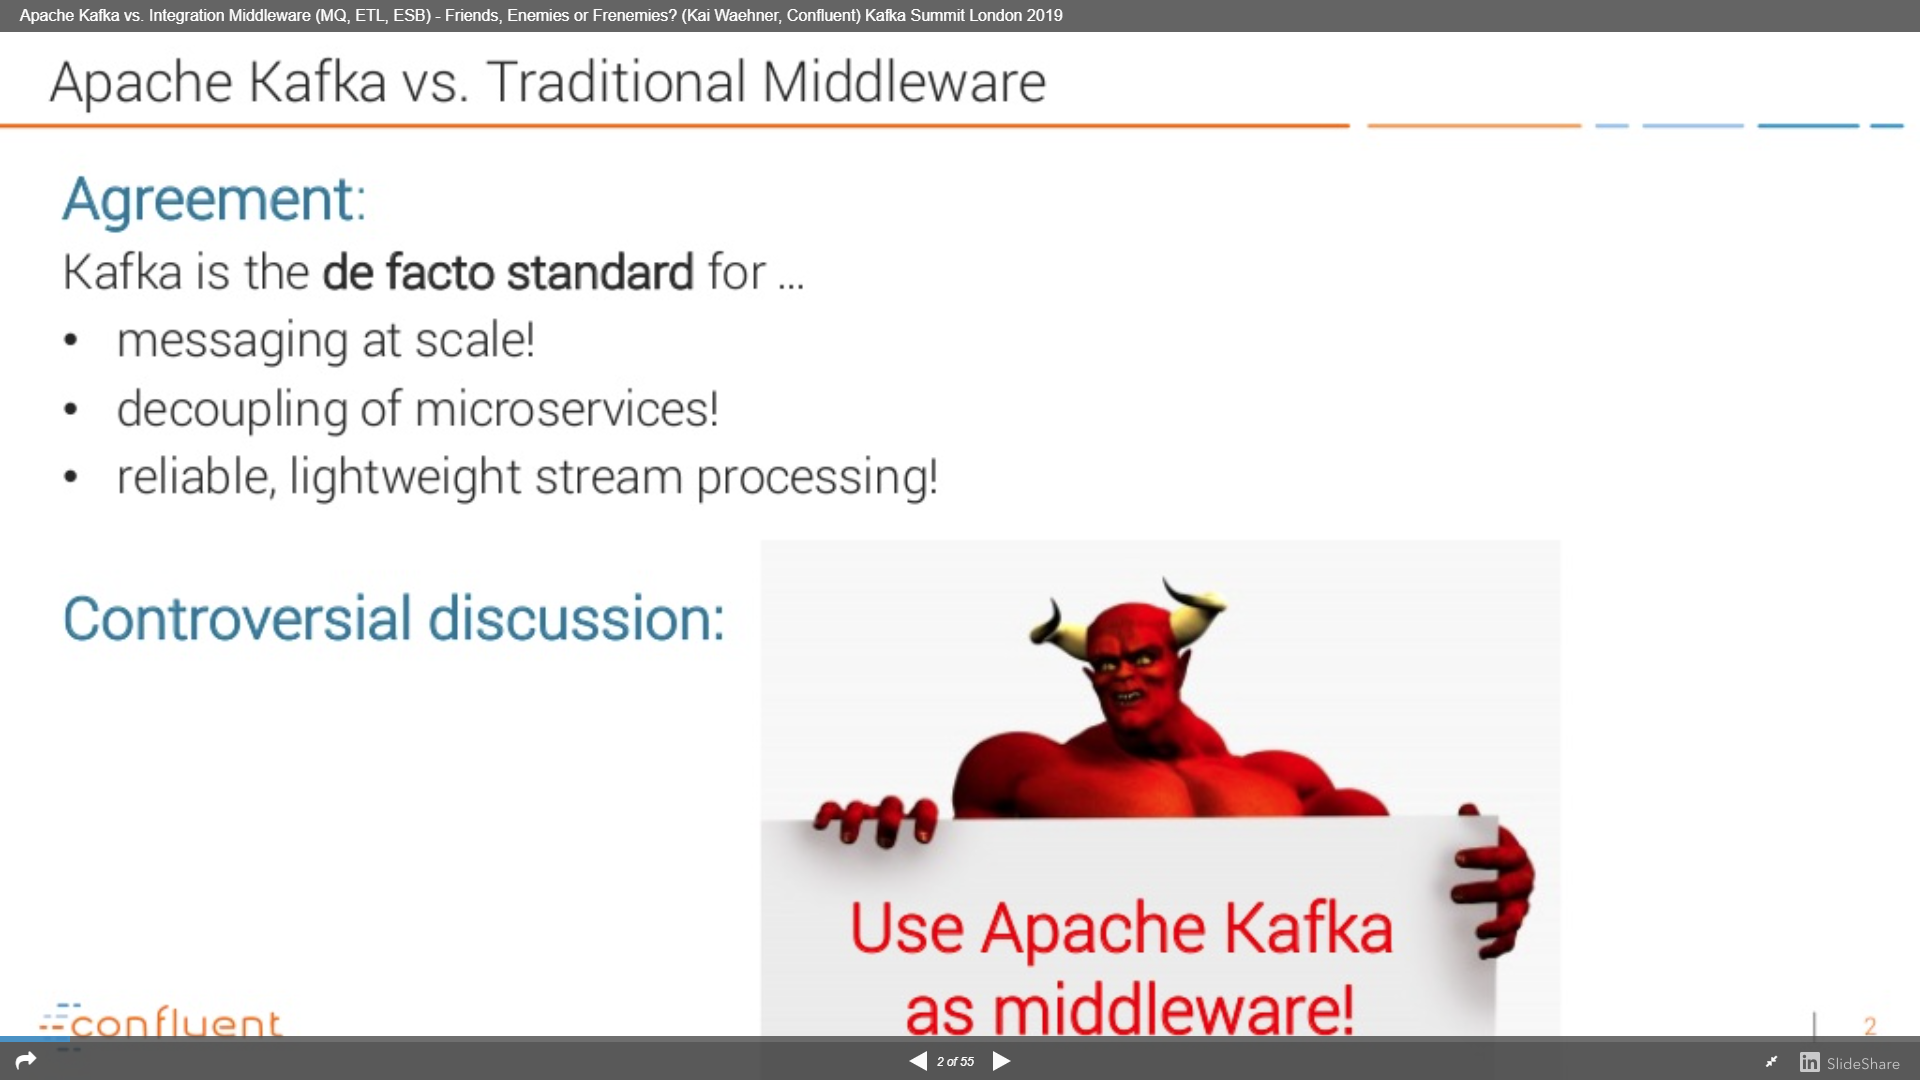 Apache Kafka vs. Integration Middleware (MQ, ETL, ESB) - Friends, Enemies or Frenemies? (Kai Waehner, Confluent) Kafka Summit London 2019
Apache Kafka vs. Traditional Middleware
Agreement:
Kafka is the de facto standard for ...
• messaging at scale!
• decoupling of microservices!
• reliable, lightweight stream processing!
Controversial discussion:
Use Apache Kafka
as middleware!
confluent
| 2
2 of 55
in SlideShare